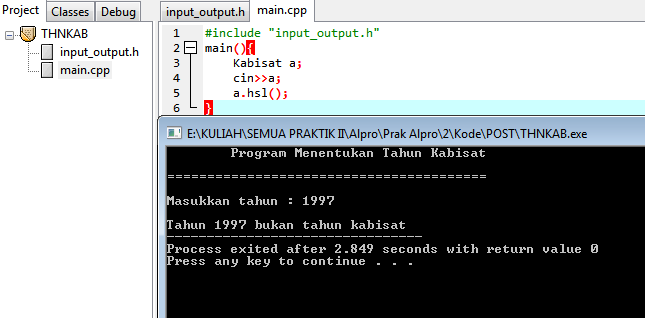 Project Classes Debug
THNKAB
input_output.h
main.cpp
input_output.h main.cpp
1 #include "input_output.h"
2 main(){
3 Kabisat a;
4 cin>>a;
5 a.hsl();
6 }
E:\KULIAH\SEMUA PRAKTIK II\Alpro\Prak Alpro\2\Kode\POST\THNKAB.exe
Program Menentukan Tahun Kabisat
========================================
Masukkan tahun : 1997
Tahun 1997 bukan tahun kabisat
--------------------------------
Process exited after 2.849 seconds with return value 0
Press any key to continue . . .